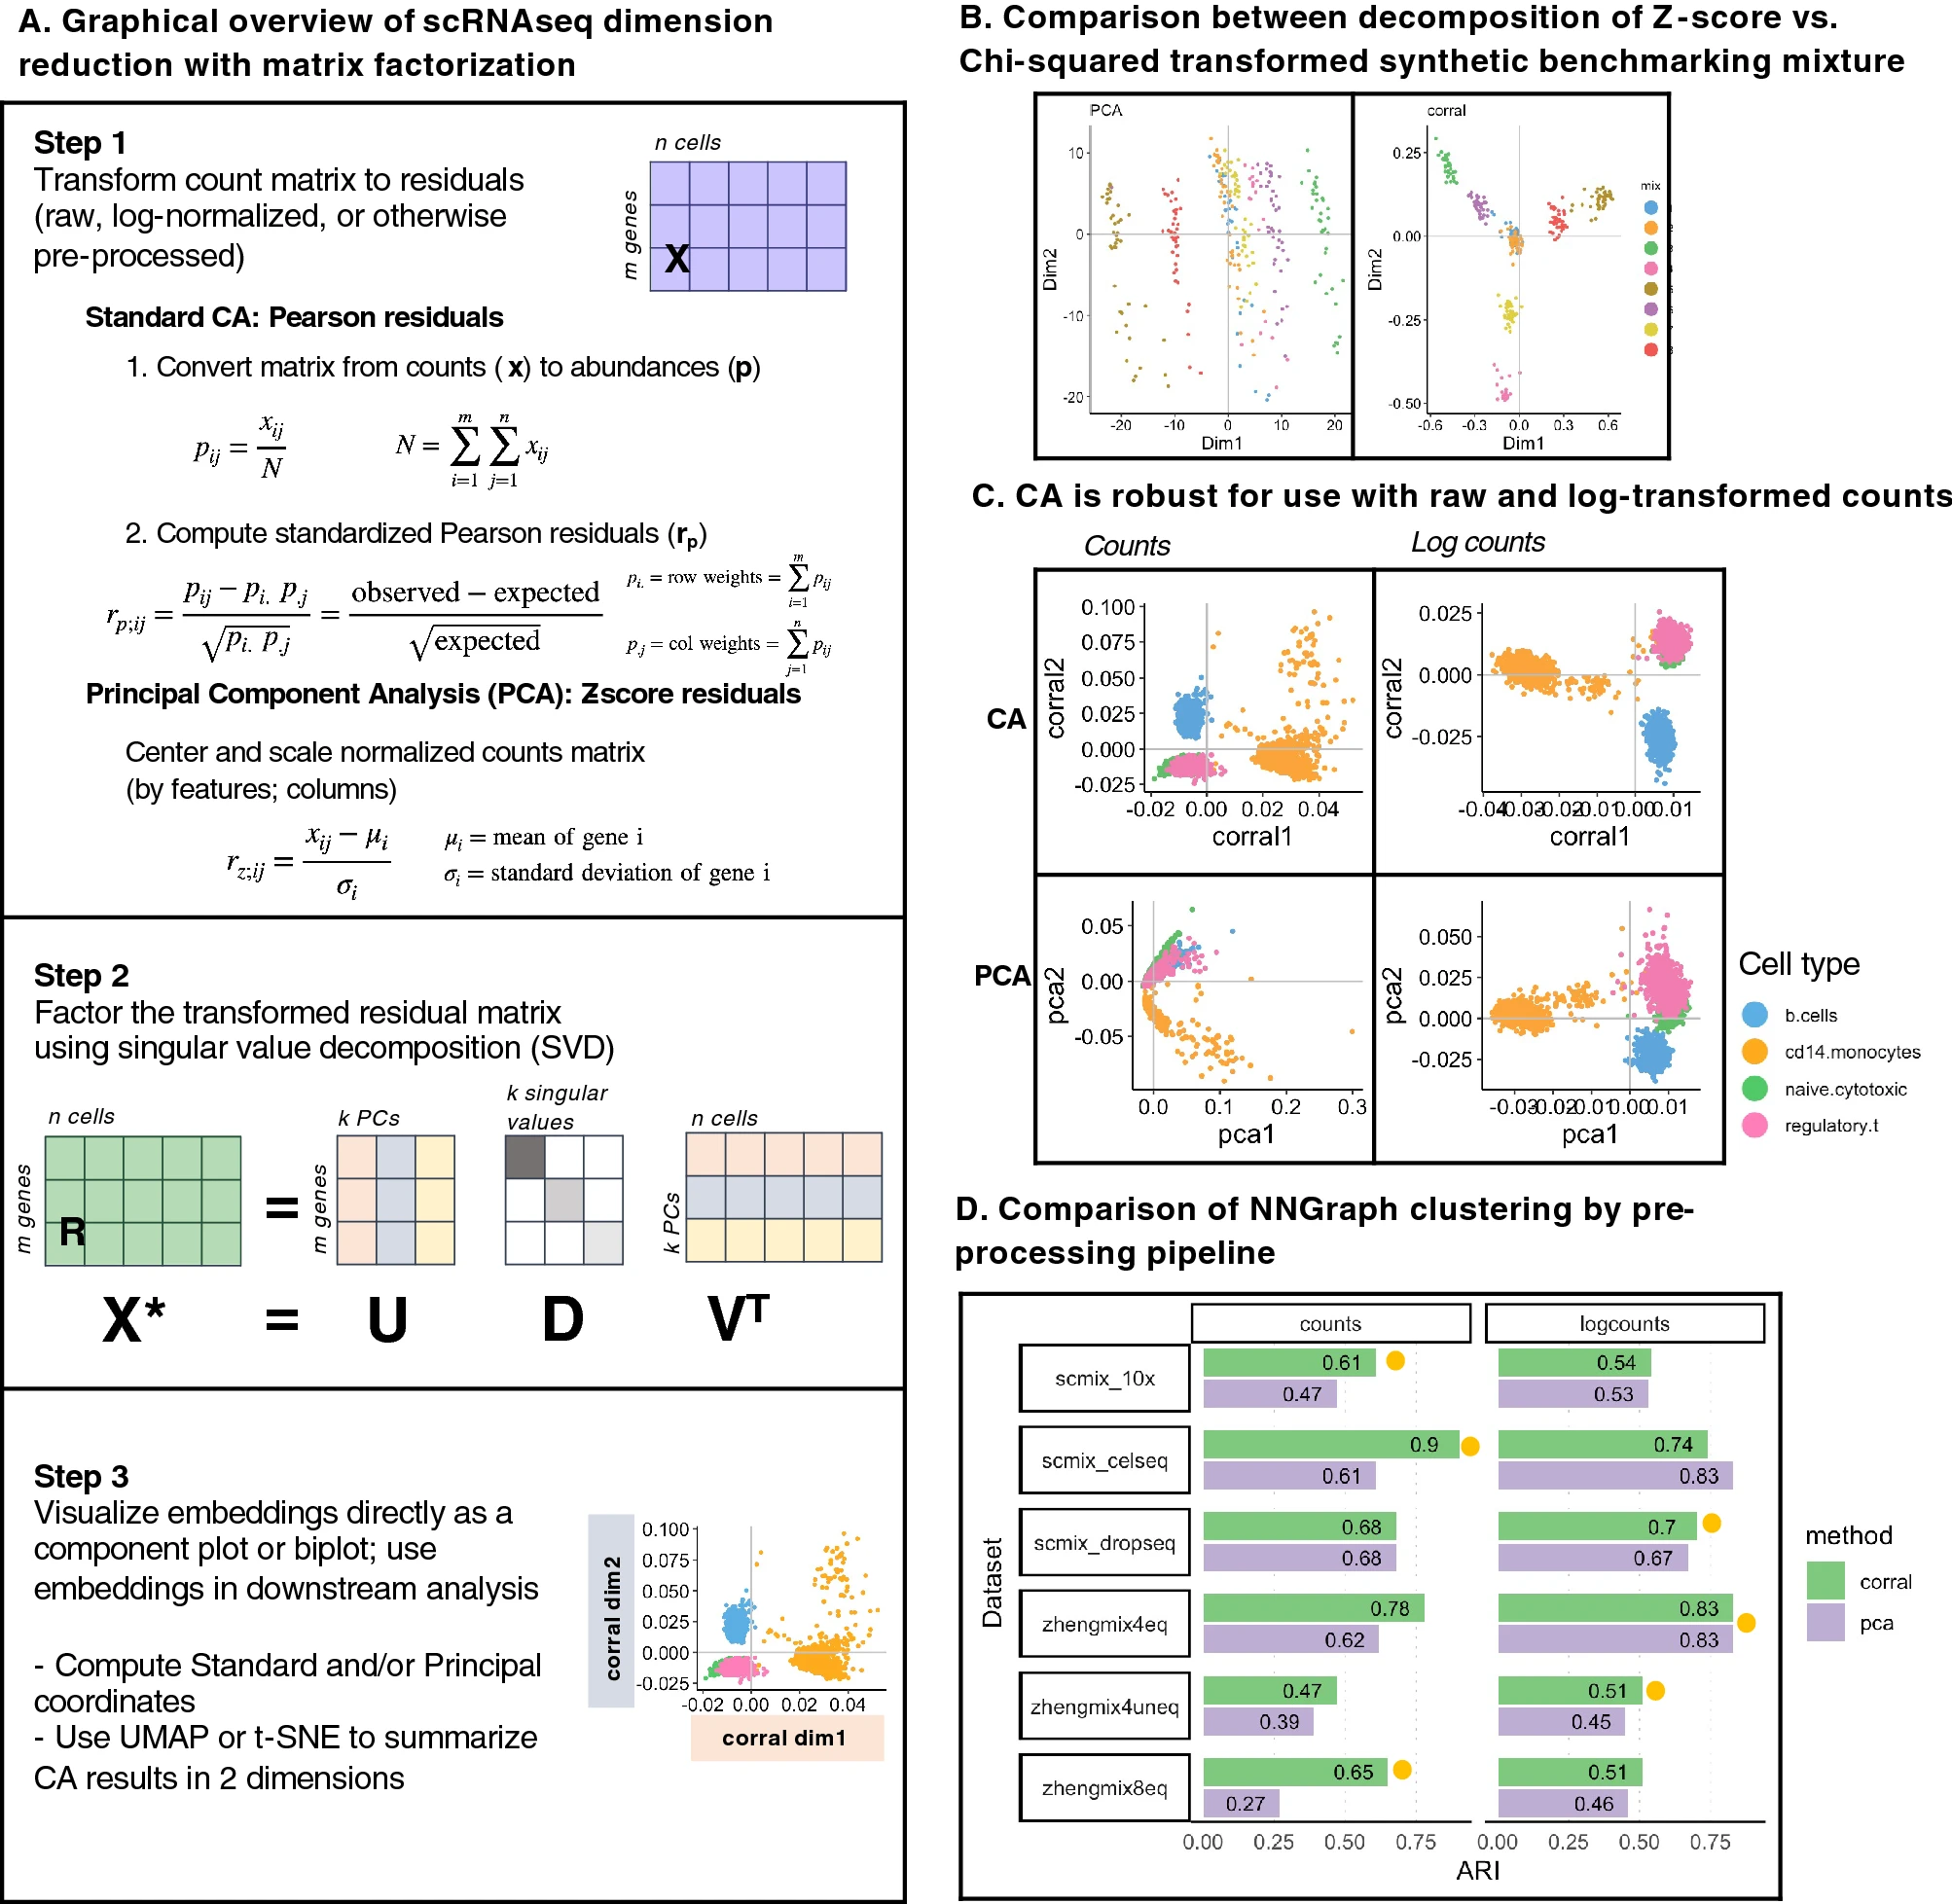 A. Graphical overview of scRNAseq dimension
reduction with matrix factorization
Step 1
Transform count matrix to residuals
(raw, log-normalized, or otherwise
pre-processed)
n cells
m genes
X
Standard CA: Pearson residuals
1. Convert matrix from counts ( x) to abundances (p)
p_{ij} = \frac{x_{ij}}{N}
N = \sum_{i=1}^{m} \sum_{j=1}^{n} x_{ij}
2. Compute standardized Pearson residuals (r_p)
r_{p;ij} = \frac{p_{ij} − p_{i.} p_{.j}}{\sqrt{p_{i.} p_{.j}}} = \frac{observed − expected}{\sqrt{expected}}
p_{i.} = row weights = \sum_{i=1}^{m} p_{ij}
p_{.j} = col weights = \sum_{j=1}^{n} p_{ij}
Principal Component Analysis (PCA): Z-score residuals
Center and scale normalized counts matrix
(by features; columns)
r_{z;ij} = \frac{x_{ij} − μ_i}{σ_i}
μ_i = mean of gene i
σ_i = standard deviation of gene i
Step 2
Factor the transformed residual matrix
using singular value decomposition (SVD)
n cells
m genes
R
=
k PCs
m genes
k singular
values
n cells
k PCs
X* = U D V^T
Step 3
Visualize embeddings directly as a
component plot or biplot; use
embeddings in downstream analysis
- Compute Standard and/or Principal
coordinates
- Use UMAP or t-SNE to summarize
CA results in 2 dimensions
corral dim2
0.100
0.075
0.050
0.025
0.000
-0.025
-0.02 0.00 0.02 0.04
corral dim1
B. Comparison between decomposition of Z-score vs.
Chi-squared transformed synthetic benchmarking mixture
PCA
Dim2
10
0
-10
-20
-20 -10 0 10 20
Dim1
corral
Dim2
0.25
0.00
-0.25
-0.50
-0.6 -0.3 0.0 0.3 0.6
Dim1
mix
C. CA is robust for use with raw and log-transformed counts
Counts
Log counts
CA
corral2
0.100
0.075
0.050
0.025
0.000
-0.025
-0.02 0.00 0.02 0.04
corral1
corral2
0.025
0.000
-0.025
-0.04 -0.03 -0.02 -0.01 0.00 0.01
corral1
PCA
pca2
0.05
0.00
-0.05
0.0 0.1 0.2 0.3
pca1
pca2
0.050
0.025
0.000
-0.025
-0.03 -0.02 -0.01 0.00 0.01
pca1
Cell type
b.cells
cd14.monocytes
naive.cytotoxic
regulatory.t
D. Comparison of NNGraph clustering by pre-
processing pipeline
counts
logcounts
Dataset
scmix_10x
0.61
0.47
0.54
0.53
scmix_celseq
0.9
0.61
0.74
0.83
scmix_dropseq
0.68
0.68
0.7
0.67
zhengmix4eq
0.78
0.62
0.83
0.83
zhengmix4uneq
0.47
0.39
0.51
0.45
zhengmix8eq
0.65
0.27
0.51
0.46
0.00 0.25 0.50 0.75
0.00 0.25 0.50 0.75
ARI
method
corral
pca